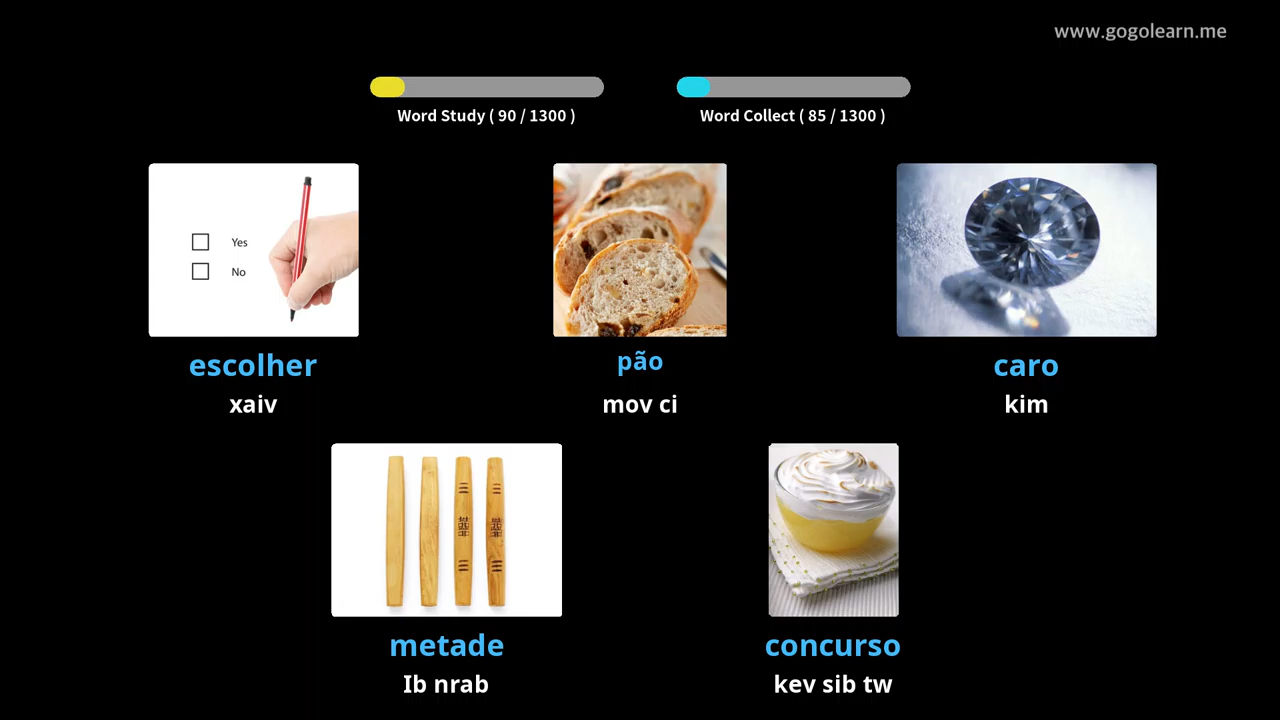 www.gogolearn.me
Word Study ( 90 / 1300 )
Word Collect ( 85 / 1300 )
Yes
No
escolher
xaiv
pão
mov ci
caro
kim
metade
Ib nrab
concurso
kev sib tw